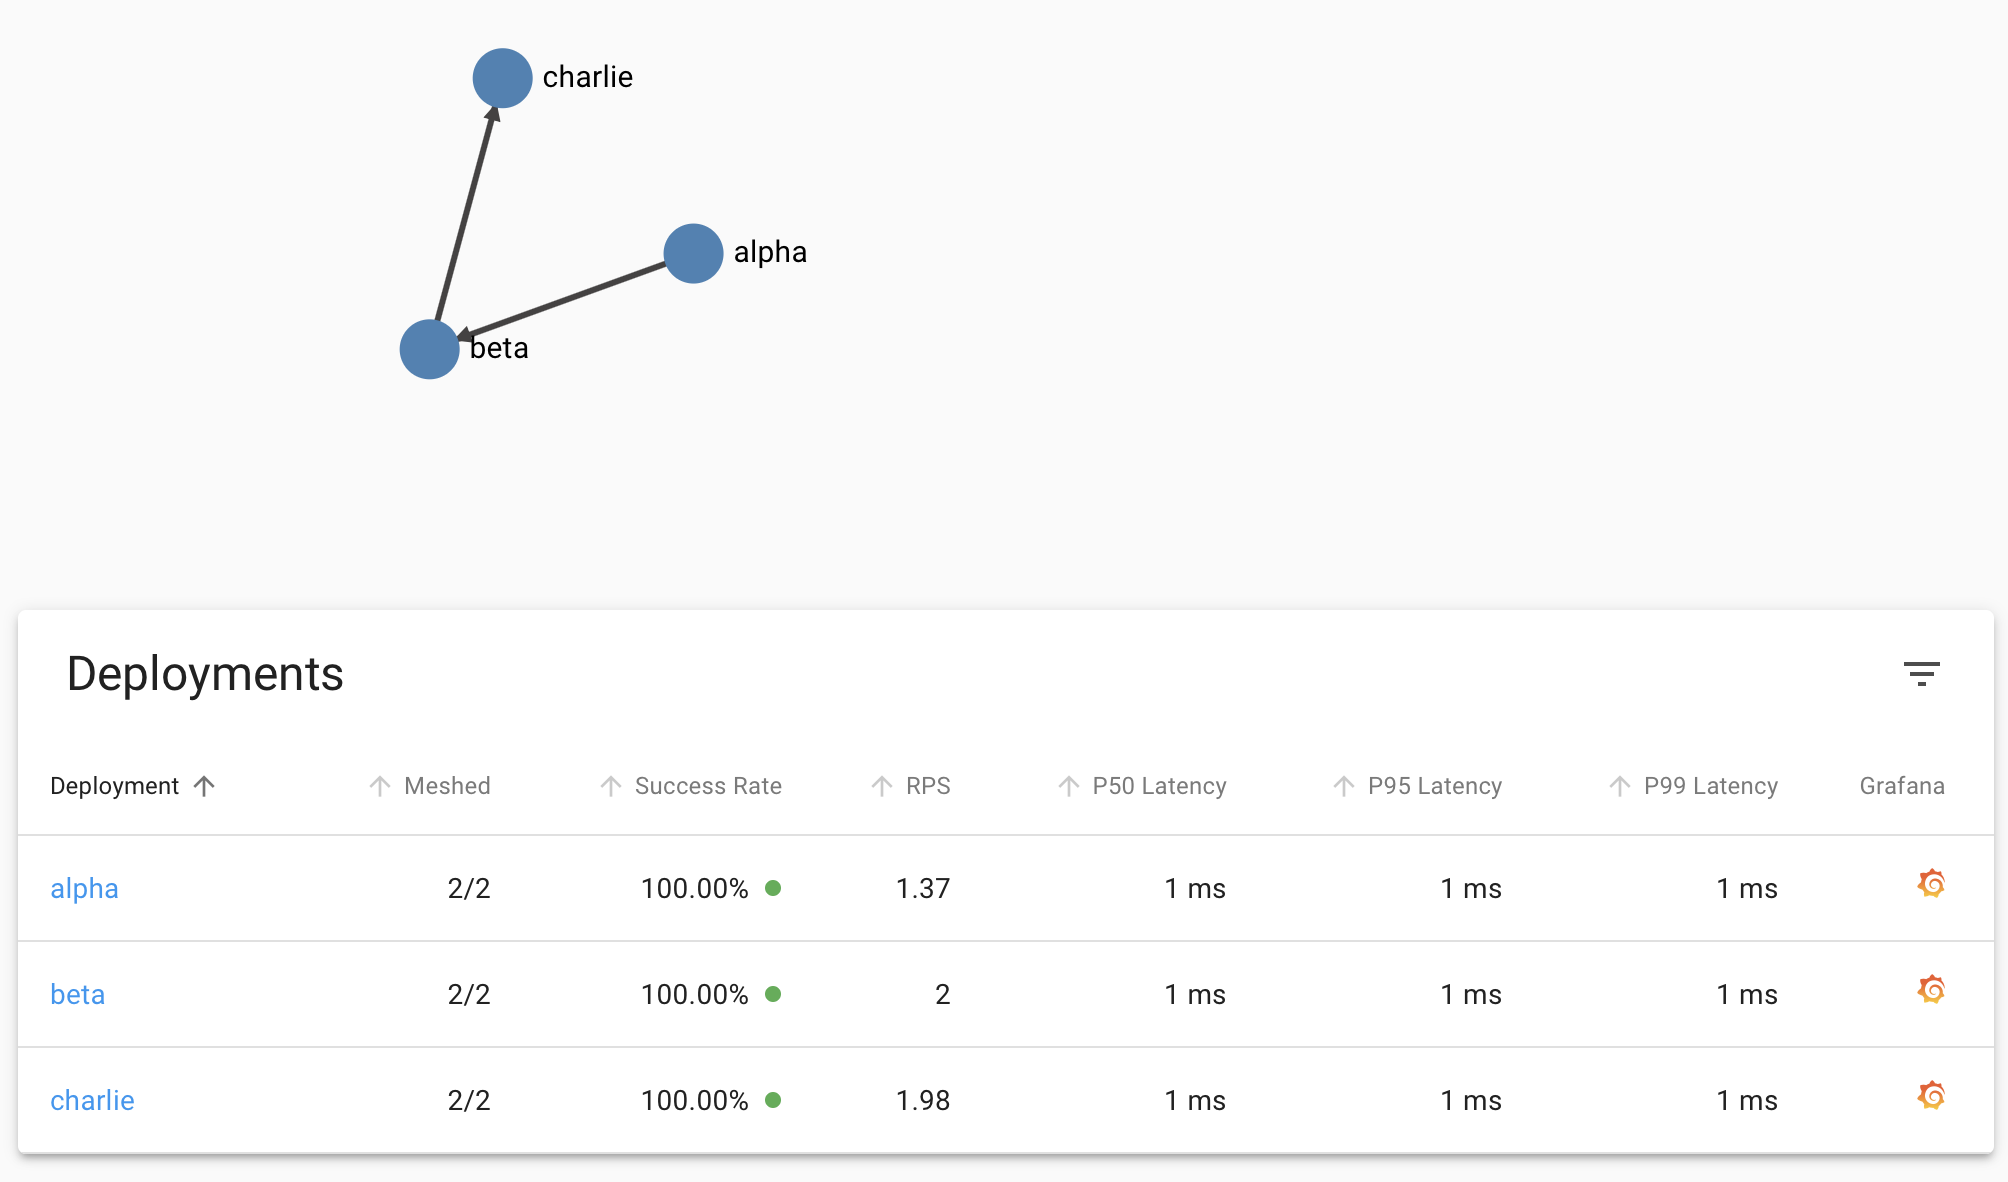 charlie
alpha
beta
Deployments
Deployment Meshed Success Rate RPS P50 Latency P95 Latency P99 Latency Grafana
alpha 2/2 100.00% 1.37 1 ms 1 ms 1 ms
beta 2/2 100.00% 2 1 ms 1 ms 1 ms
charlie 2/2 100.00% 1.98 1 ms 1 ms 1 ms